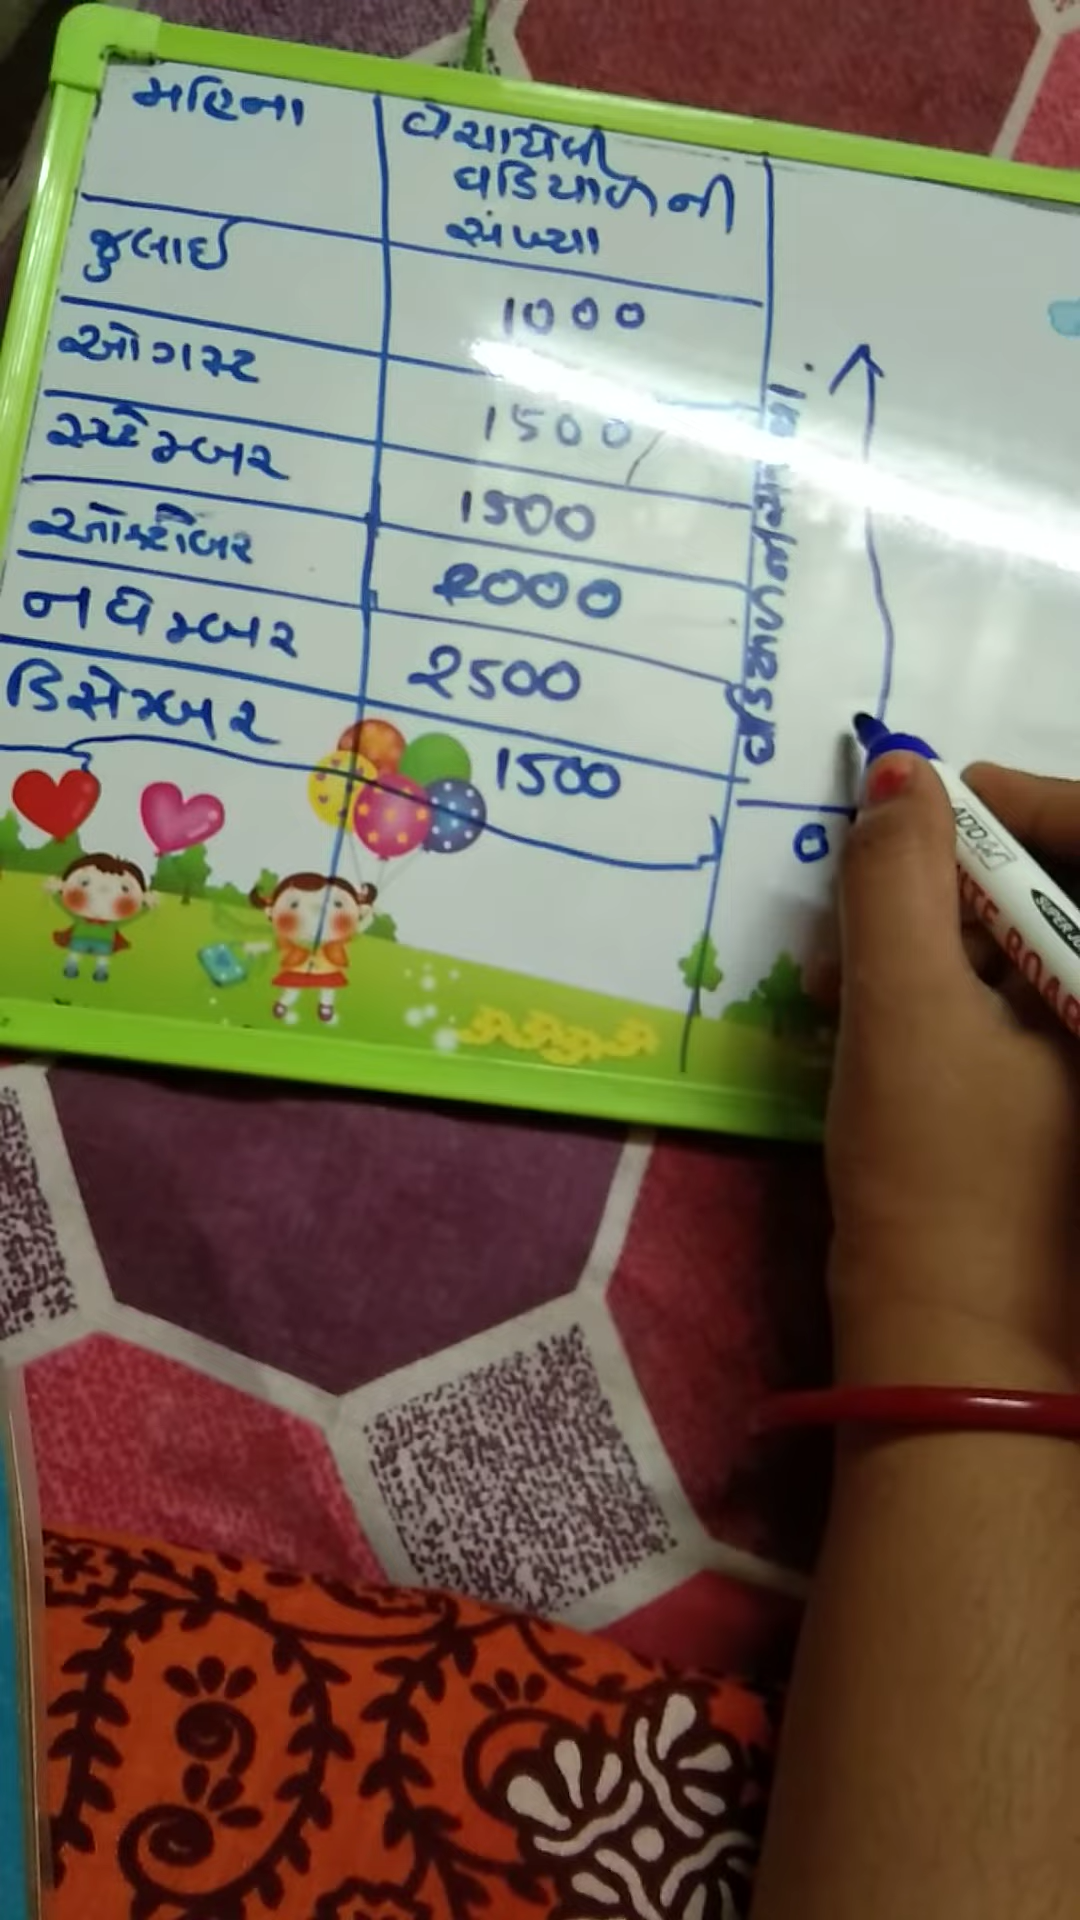 મહિના
વેચાયેલી
ઘડિયાળની
સંખ્યા
જુલાઈ
1000
ઓગસ્ટ
1500
સપ્ટેમ્બર
1500
ઓક્ટોબર
2000
નવેમ્બર
2500
ડિસેમ્બર
1500
0